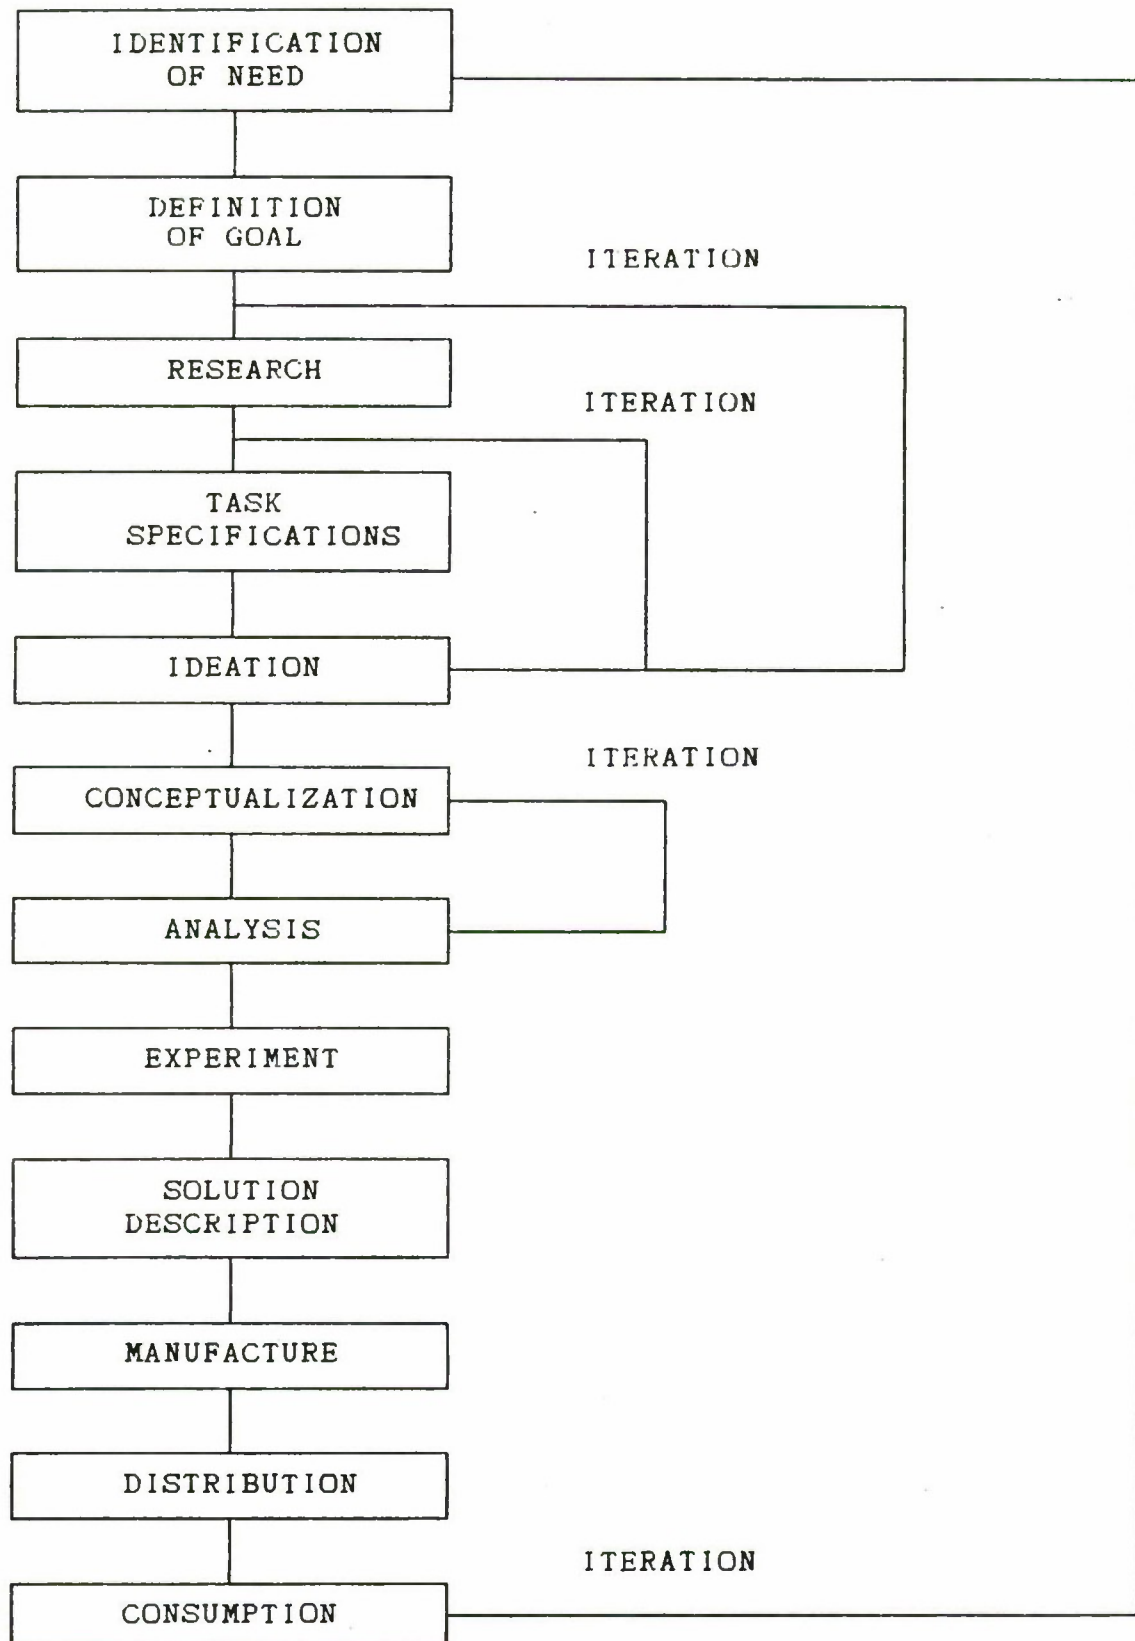 IDENTIFICATION
OF NEED
DEFINITION
OF GOAL
ITERATION
RESEARCH
ITERATION
TASK
SPECIFICATIONS
IDEATION
ITERATION
CONCEPTUALIZATION
ANALYSIS
EXPERIMENT
SOLUTION
DESCRIPTION
MANUFACTURE
DISTRIBUTION
ITERATION
CONSUMPTION